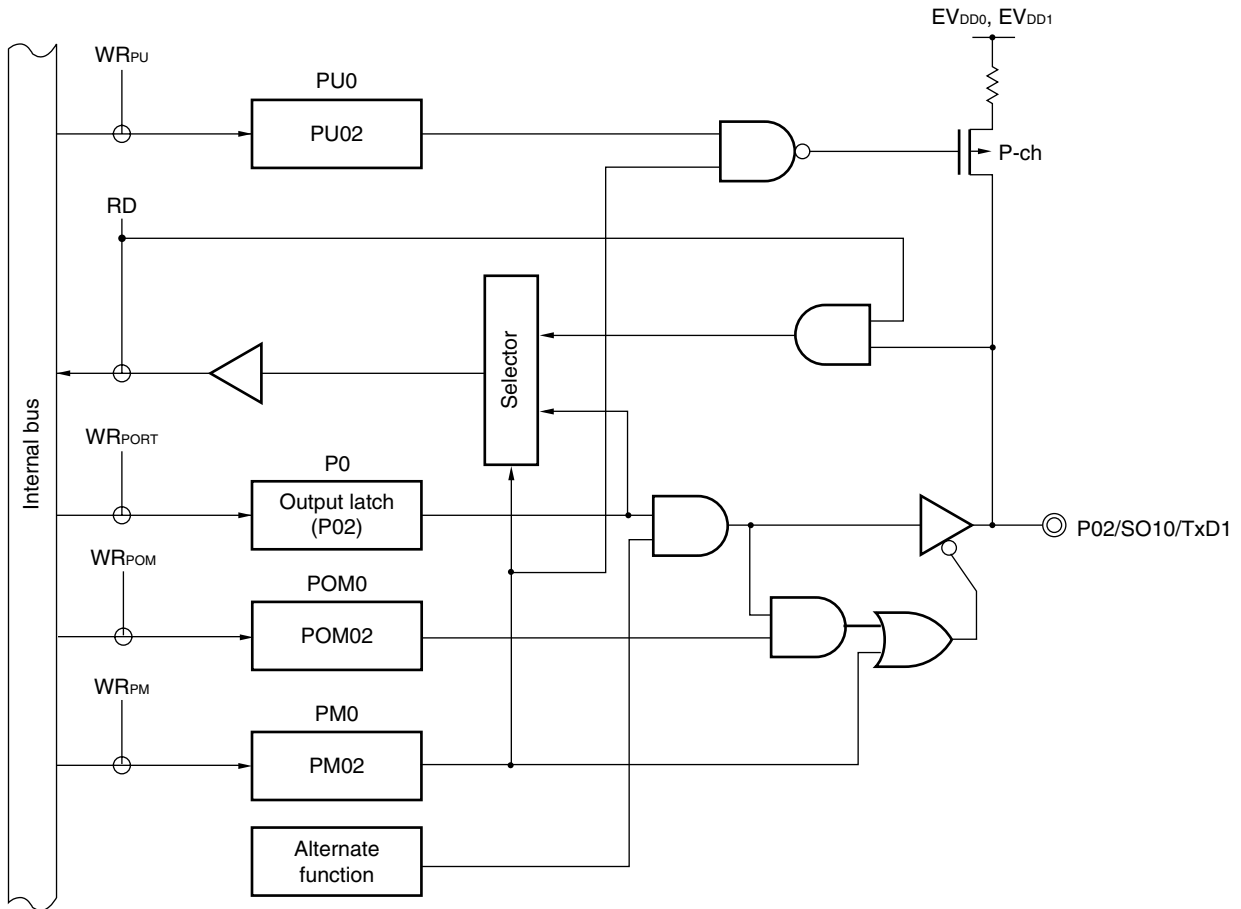 EVDD0, EVDD1
WRPU
PU0
PU02
P-ch
RD
Selector
Internal bus
WRPORT
P0
Output latch
(P02)
P02/SO10/TxD1
WRPOM
POM0
POM02
WRPM
PM0
PM02
Alternate
function